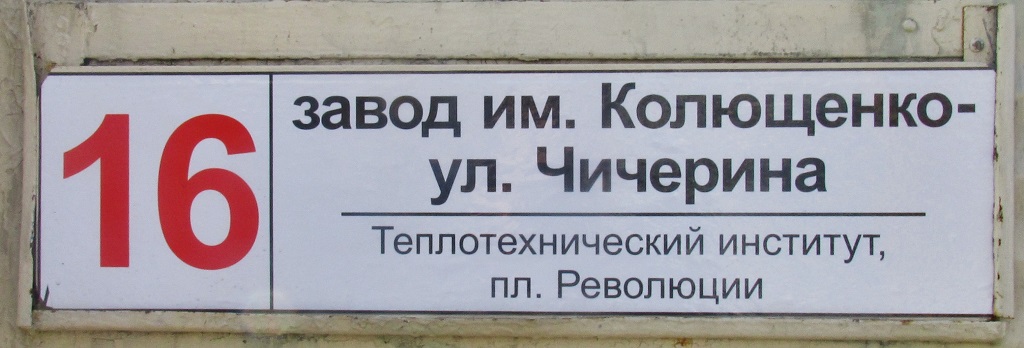 16
завод им. Колющенко-
ул. Чичерина
Теплотехнический институт,
пл. Революции